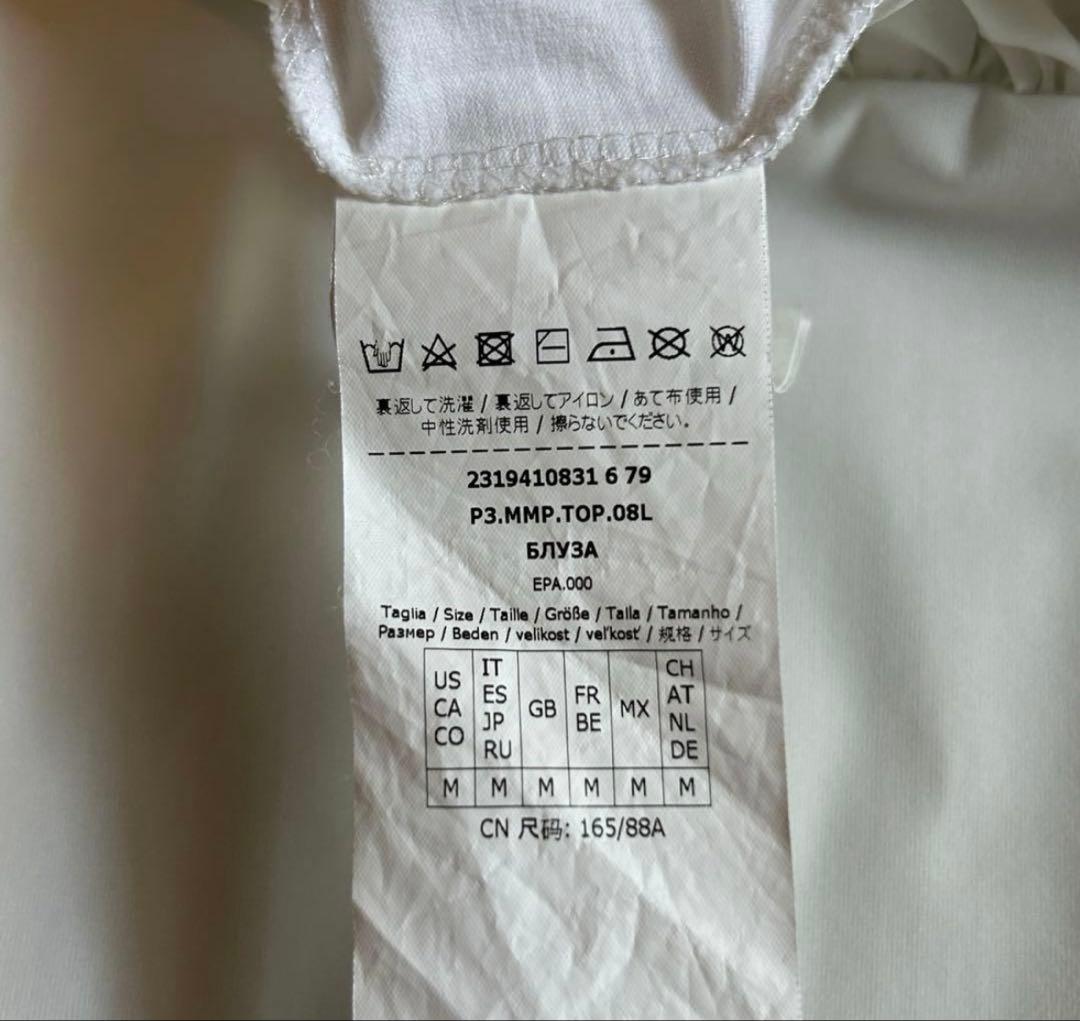 裏返して洗濯 / 裏返してアイロン / あて布使用 /
中性洗剤使用 / 擦らないでください。
2319410831 6 79
P3.MMP.TOP.08L
БЛУЗА
EPA.000
Taglia / Size / Taille / Größe / Talla / Tamanho /
Размер / Beden / velikost / veľkosť / 规格 / サイズ
US CA CO IT ES JP RU GB FR BE MX CH AT NL DE
M M M M M M
CN 尺码: 165/88A